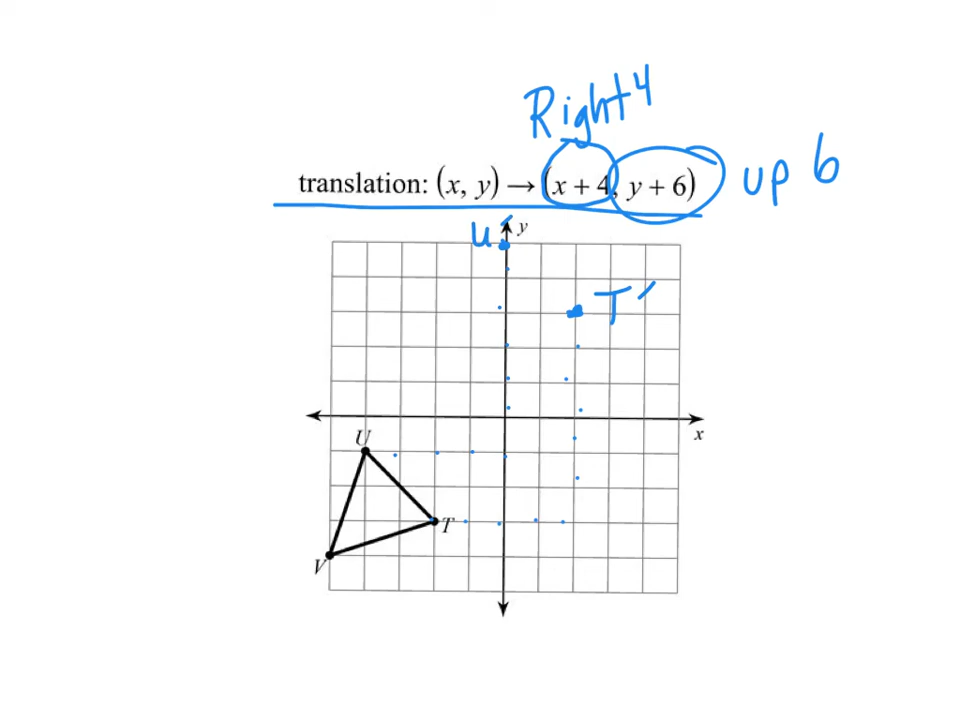 Right 4
translation: (x, y) → (x + 4, y + 6)
up 6
U'
y
T'
x
U
T
V